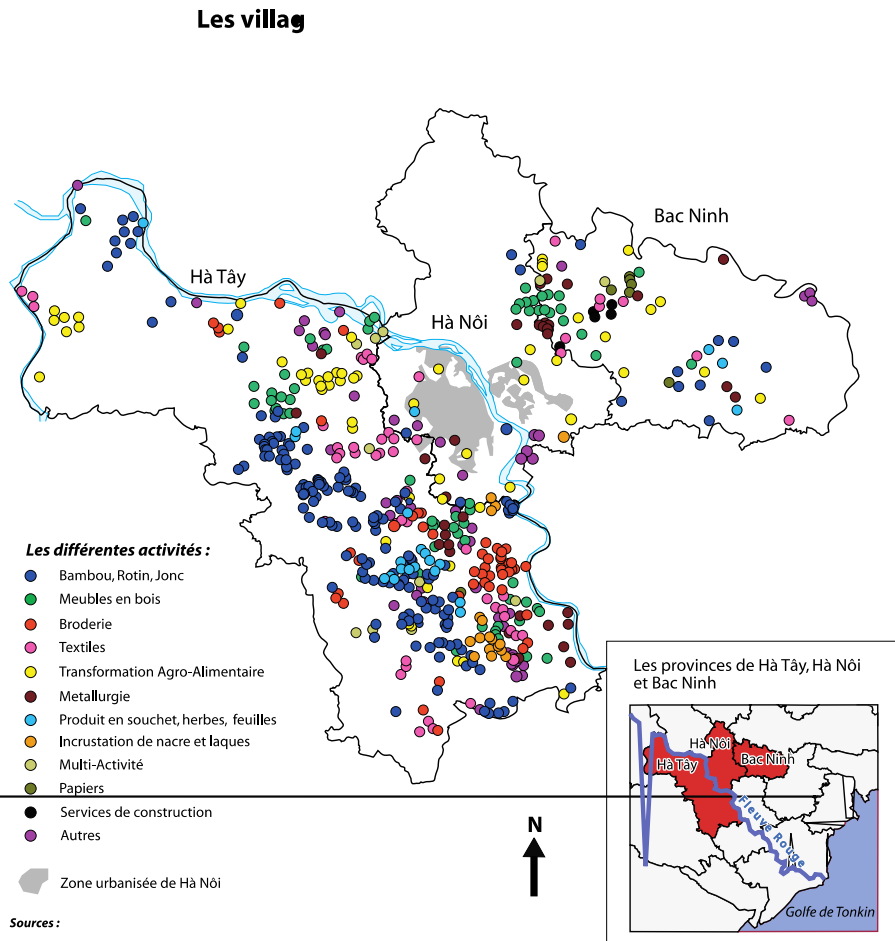 Les villag
Bac Ninh
Hà Tây
Hà Nôi
Les différentes activités :
Bambou, Rotin, Jonc
Meubles en bois
Broderie
Textiles
Transformation Agro-Alimentaire
Metallurgie
Produit en souchet, herbes, feuilles
Incrustation de nacre et laques
Multi-Activité
Papiers
Services de construction
Autres
Zone urbanisée de Hà Nôi
Sources :
N
Les provinces de Hà Tây, Hà Nôi
et Bac Ninh
Hà Nôi
Hà Tây
Bac Ninh
Fleuve Rouge
Golfe de Tonkin